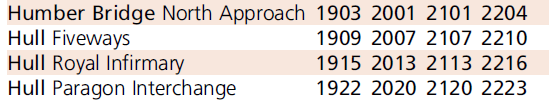 Humber Bridge North Approach 1903 2001 2101 2204
Hull Fiveways 1909 2007 2107 2210
Hull Royal Infirmary 1915 2013 2113 2216
Hull Paragon Interchange 1922 2020 2120 2223